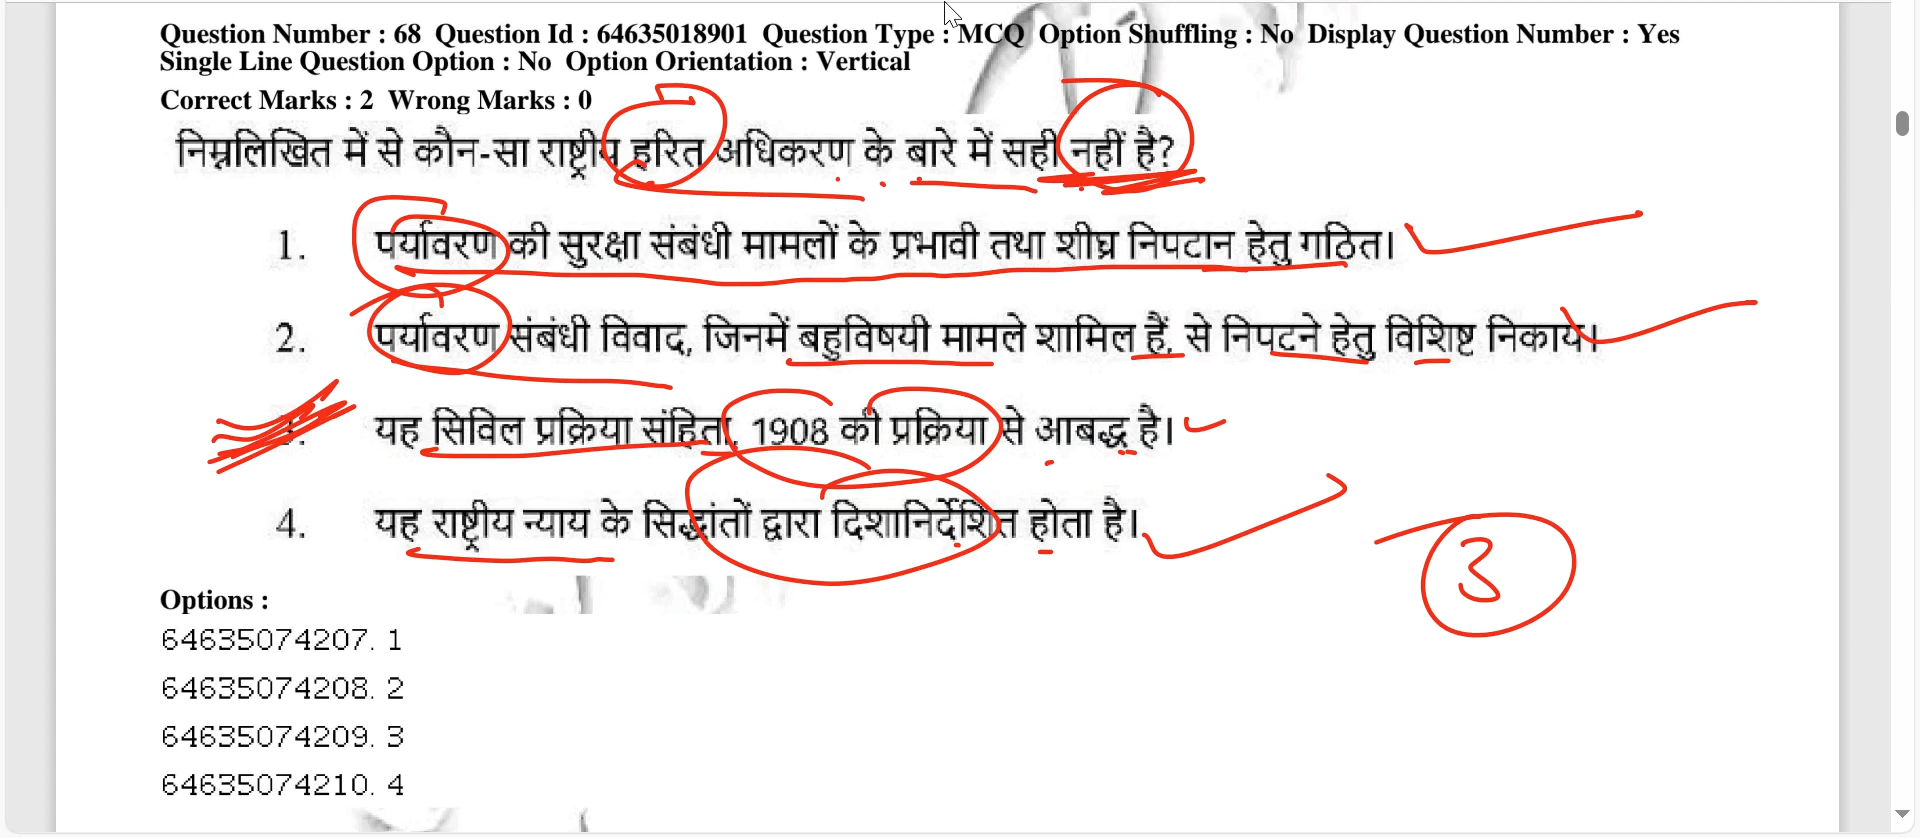 Question Number : 68 Question Id : 64635018901 Question Type : MCQ Option Shuffling : No Display Question Number : Yes
Single Line Question Option : No Option Orientation : Vertical
Correct Marks : 2 Wrong Marks : 0
निम्नलिखित में से कौन-सा राष्ट्रीय हरित अधिकरण के बारे में सही नहीं है?
1. पर्यावरण की सुरक्षा संबंधी मामलों के प्रभावी तथा शीघ्र निपटान हेतु गठित।
2. पर्यावरण संबंधी विवाद, जिनमें बहुविषयी मामले शामिल हैं, से निपटने हेतु विशिष्ट निकाय।
यह सिविल प्रक्रिया संहिता, 1908 की प्रक्रिया से आबद्ध है।
4. यह राष्ट्रीय न्याय के सिद्धांतों द्वारा दिशानिर्देशित होता है।
3
Options :
64635074207. 1
64635074208. 2
64635074209. 3
64635074210. 4